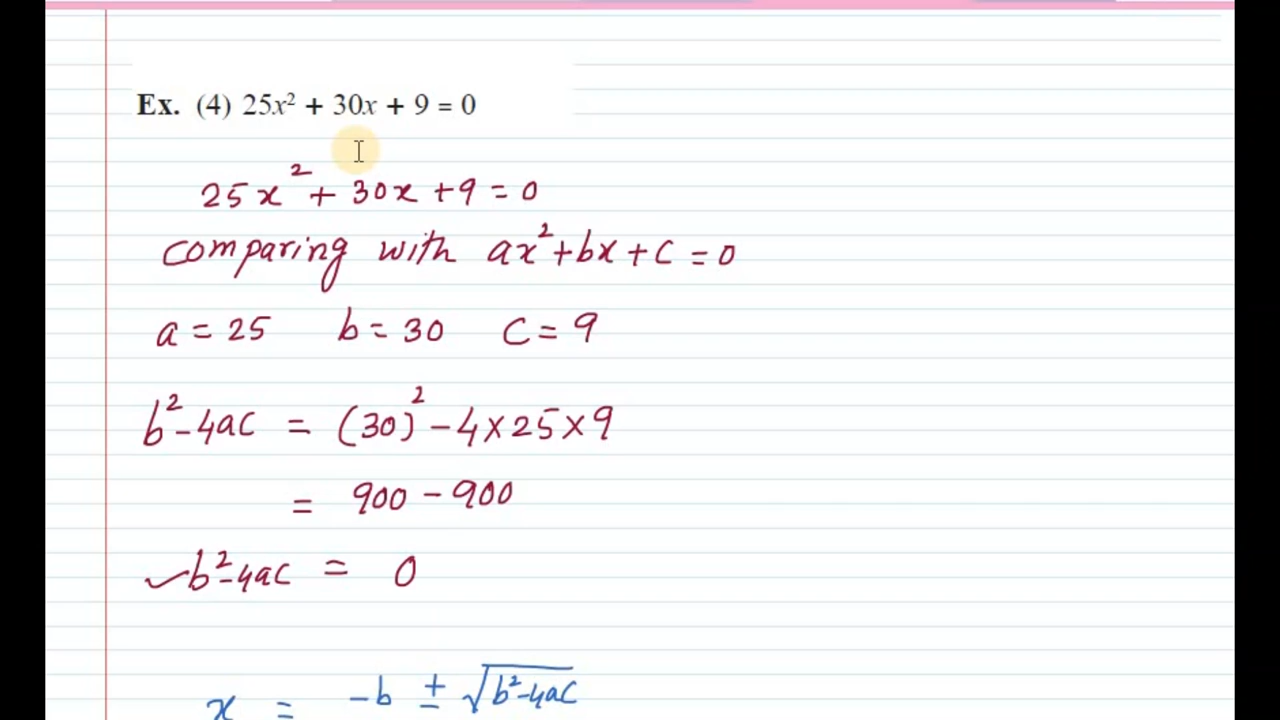 Ex. (4) 25x² + 30x + 9 = 0
25x² + 30x + 9 = 0
comparing with ax² + bx + c = 0
a = 25 b = 30 c = 9
b² - 4ac = (30)² - 4 × 25 × 9
= 900 - 900
✓b² - 4ac = 0
x = -b ± √b² - 4ac